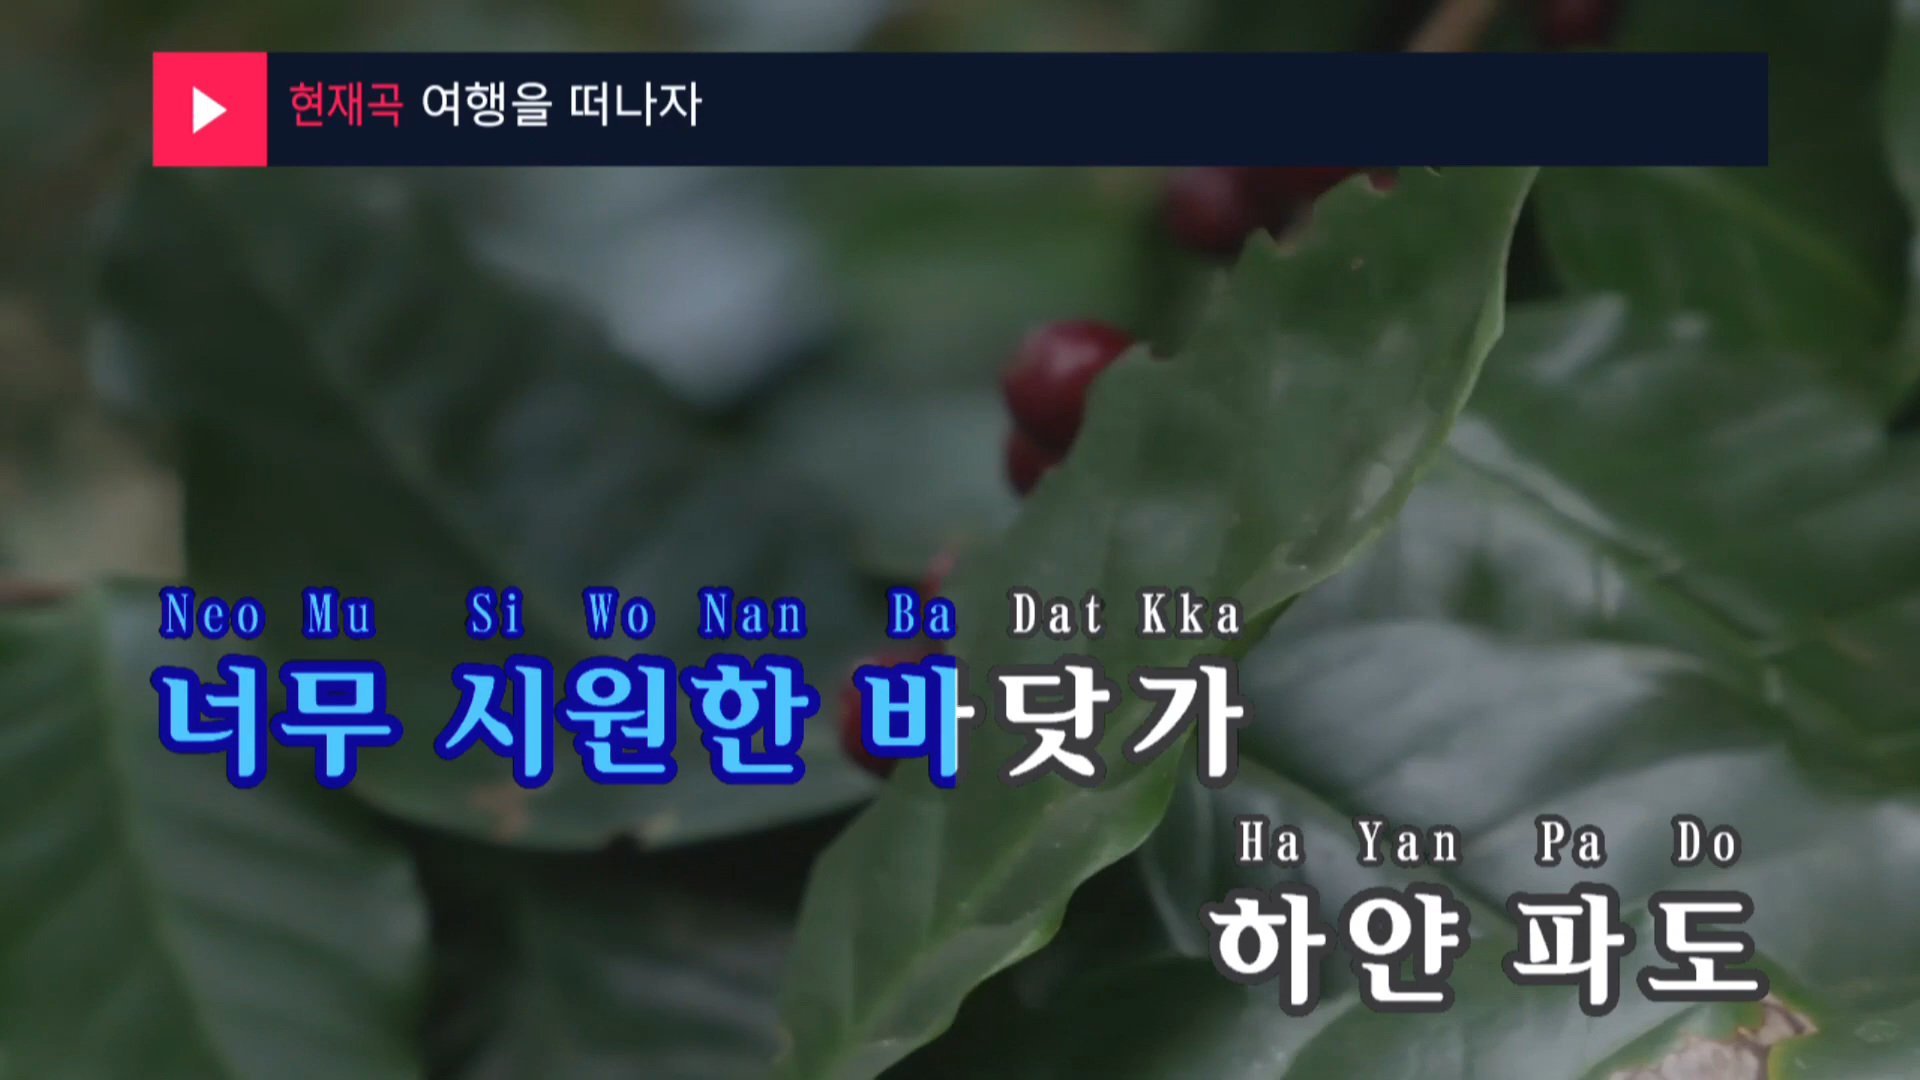 현재곡 여행을 떠나자
Neo Mu Si Wo Nan Ba Dat Kka
너무 시원한 바닷가
Ha Yan Pa Do
하얀 파도